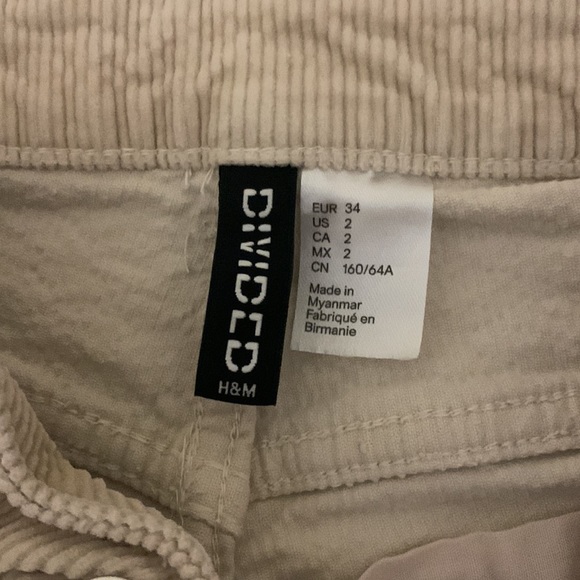 DIVIDED
H&M
EUR 34
US 2
CA 2
MX 2
CN 160/64A
Made in
Myanmar
Fabriqué en
Birmanie